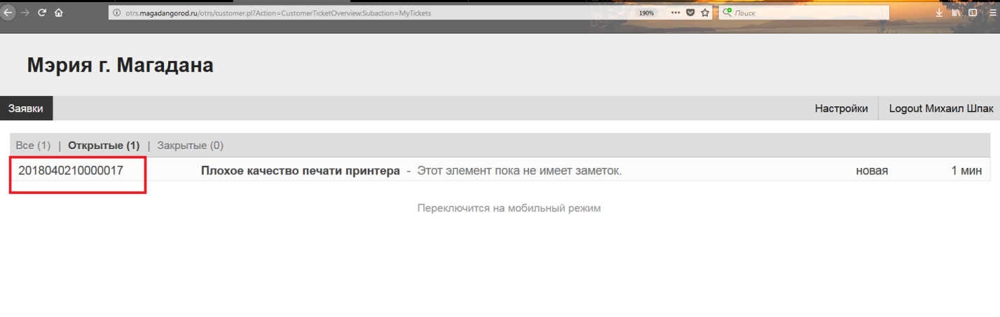 otrs.magadangorod.ru/otrs/customer.pl?Action=CustomerTicketOverview;Subaction=MyTickets 190% ••• Поиск
Мэрия г. Магадана
Заявки Настройки Logout Михаил Шпак
Все (1) | Открытые (1) | Закрытые (0)
2018040210000017 Плохое качество печати принтера - Этот элемент пока не имеет заметок. новая 1 мин
Переключится на мобильный режим